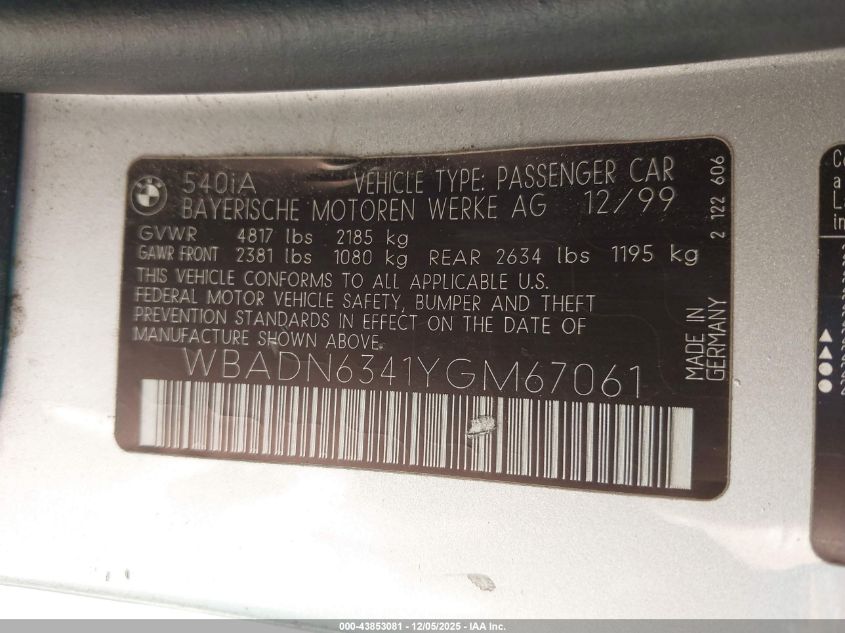 540iA VEHICLE TYPE: PASSENGER CAR
BAYERISCHE MOTOREN WERKE AG 12/99
GVWR 4817 lbs 2185 kg
GAWR FRONT 2381 lbs 1080 kg REAR 2634 lbs 1195 kg
THIS VEHICLE CONFORMS TO ALL APPLICABLE U.S.
FEDERAL MOTOR VEHICLE SAFETY, BUMPER AND THEFT
PREVENTION STANDARDS IN EFFECT ON THE DATE OF
MANUFACTURE SHOWN ABOVE.
WBADN6341YGM67061
2 122 606
MADE IN
GERMANY
Co
a
La
in
000-43853081 - 12/05/2025 - IAA Inc.